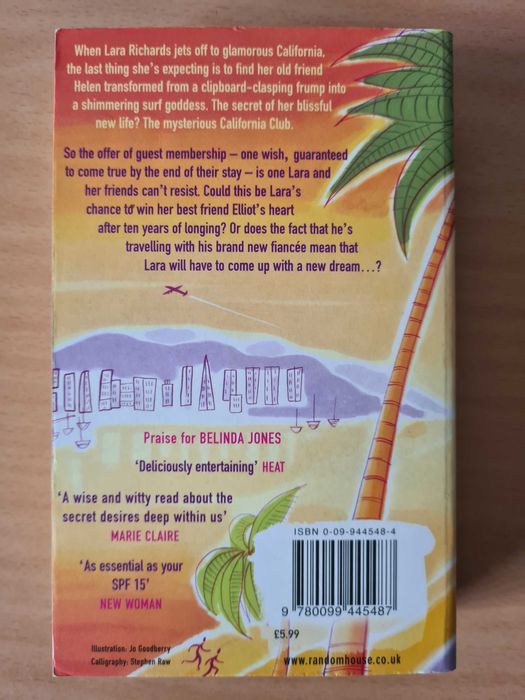 When Lara Richards jets off to glamorous California,
the last thing she's expecting is to find her old friend
Helen transformed from a clipboard-clasping frump into
a shimmering surf goddess. The secret of her blissful
new life? The mysterious California Club.
So the offer of guest membership – one wish, guaranteed
to come true by the end of their stay – is one Lara and
her friends can't resist. Could this be Lara's
chance to win her best friend Elliot's heart
after ten years of longing? Or does the fact that he's
travelling with his brand new fiancée mean that
Lara will have to come up with a new dream...?
Praise for BELINDA JONES
'Deliciously entertaining' HEAT
'A wise and witty read about the
secret desires deep within us'
MARIE CLAIRE
'As essential as your
SPF 15'
NEW WOMAN
ISBN 0-09-944548-4
9 780099 445487
£5.99
Illustration: Jo Goodberry
Calligraphy: Stephen Raw
www.randomhouse.co.uk